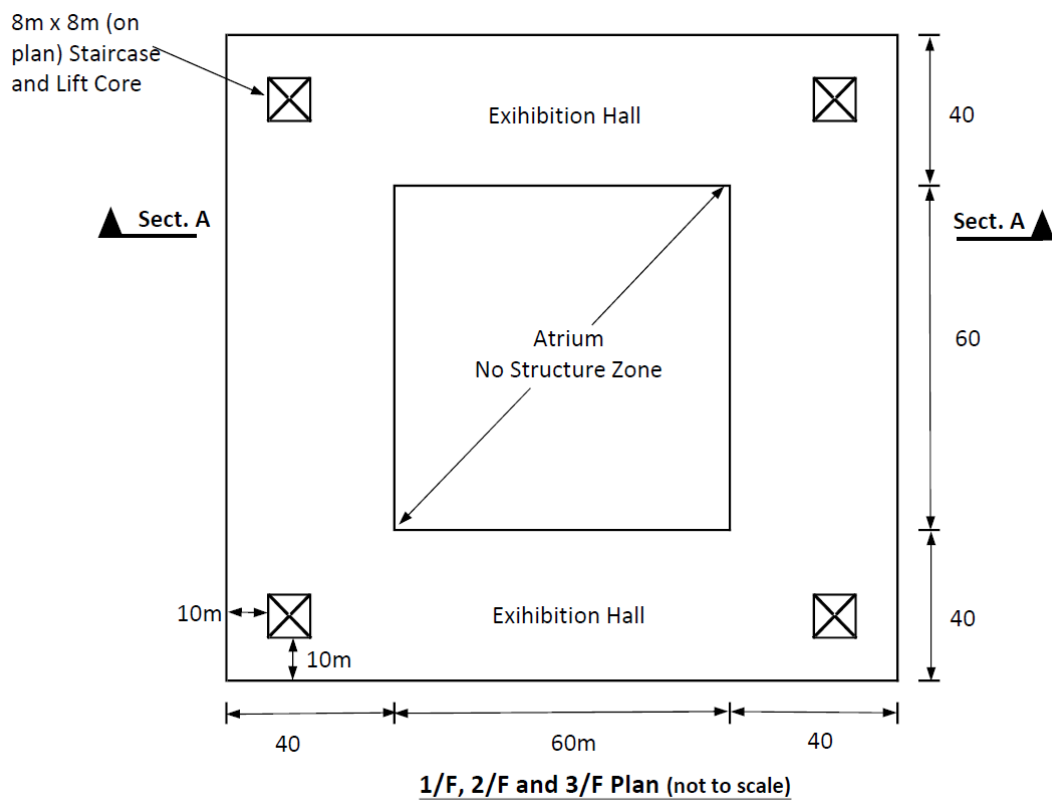 8m x 8m (on
plan) Staircase
and Lift Core
Exihibition Hall
40
Sect. A
Sect. A
Atrium
No Structure Zone
60
10m
Exihibition Hall
40
10m
40
60m
40
1/F, 2/F and 3/F Plan (not to scale)